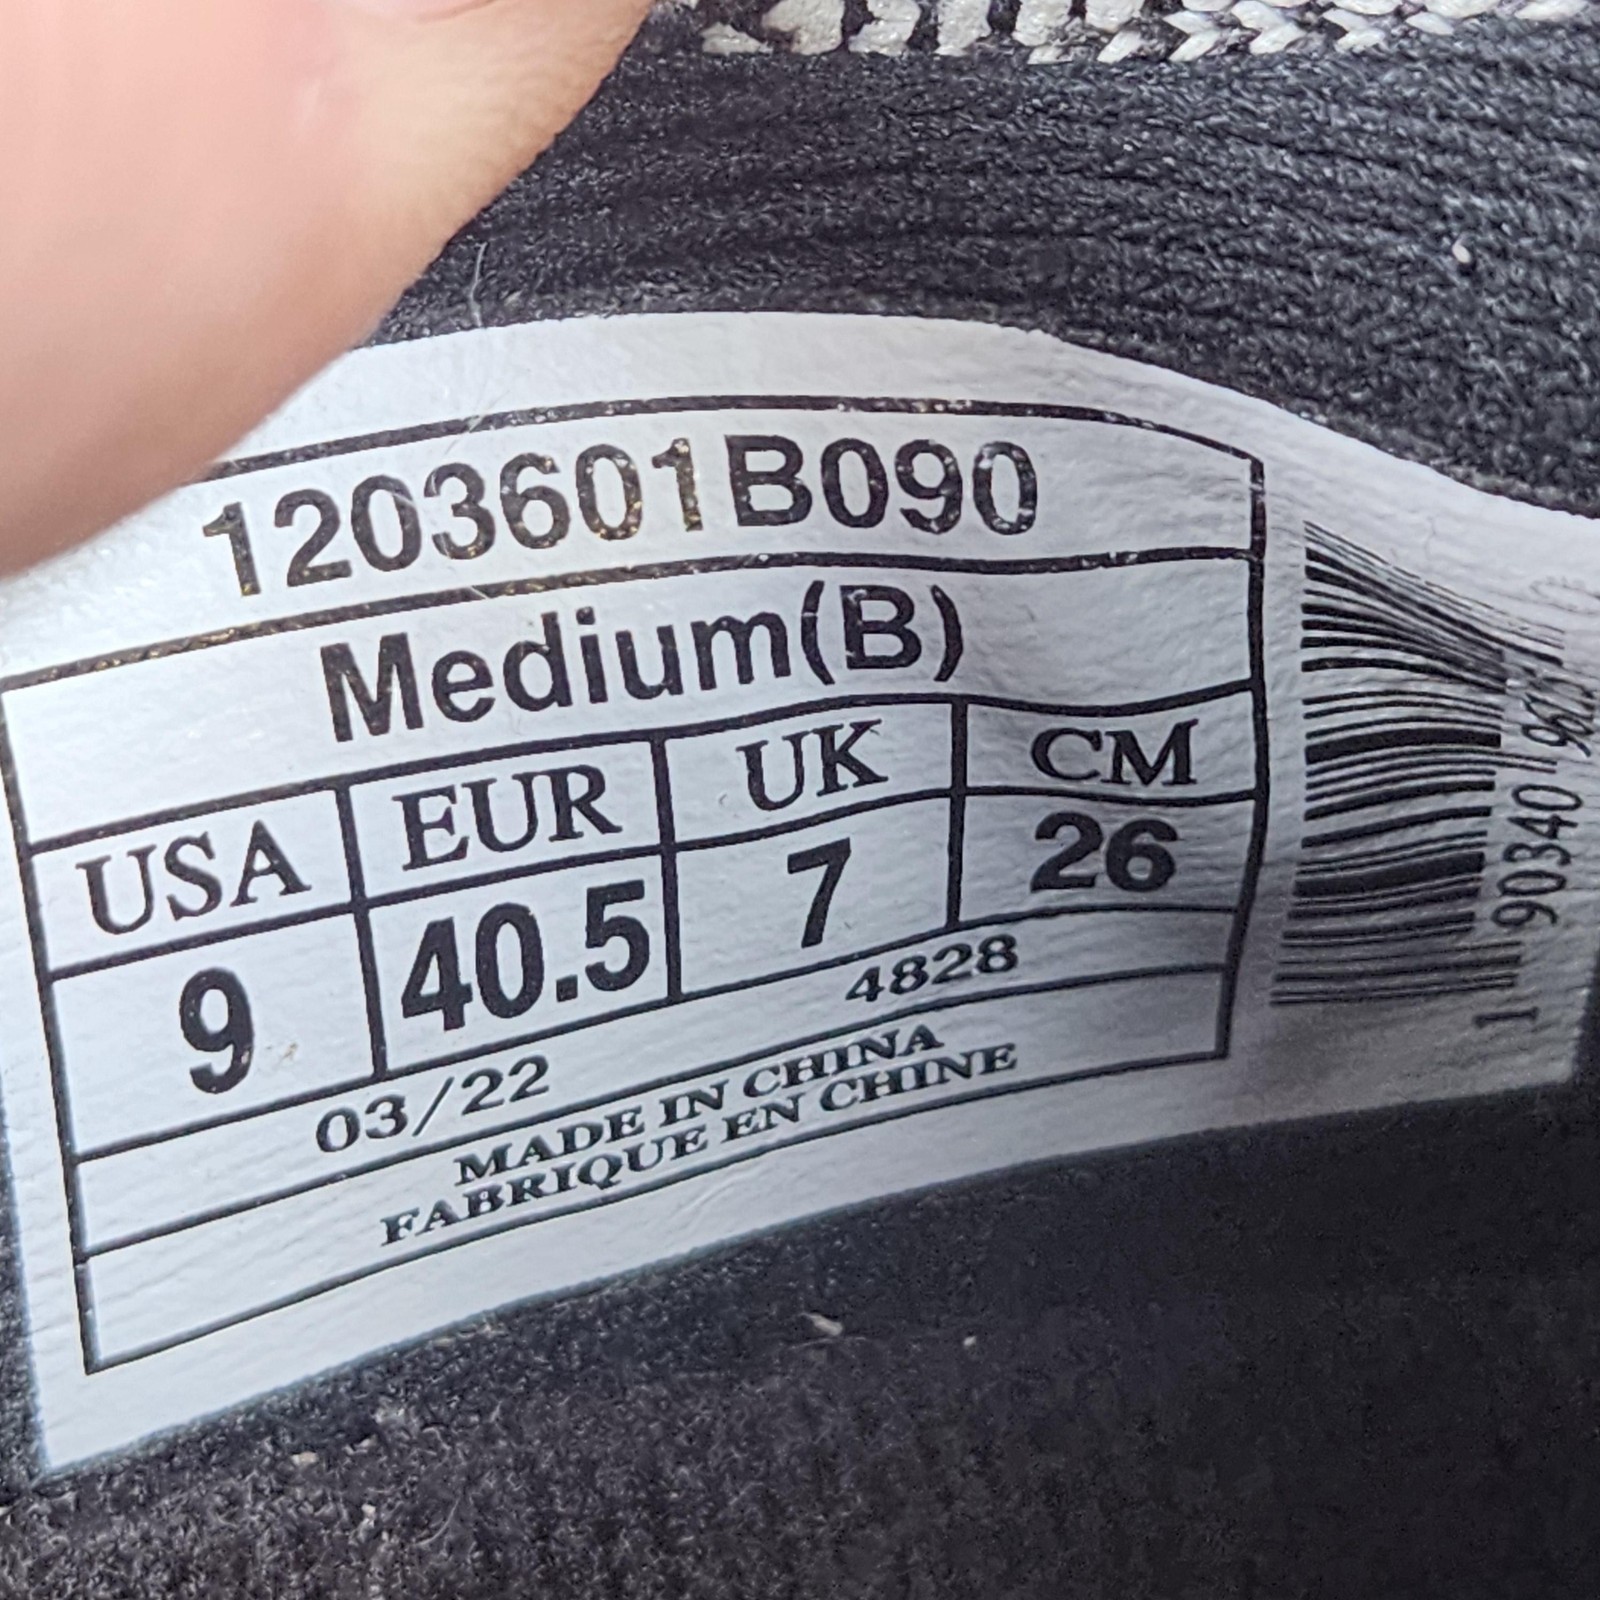 1203601B090
Medium(B)
USA EUR UK CM
9 40.5 7 26
03/22 4828
MADE IN CHINA
FABRIQUE EN CHINE
1 90340